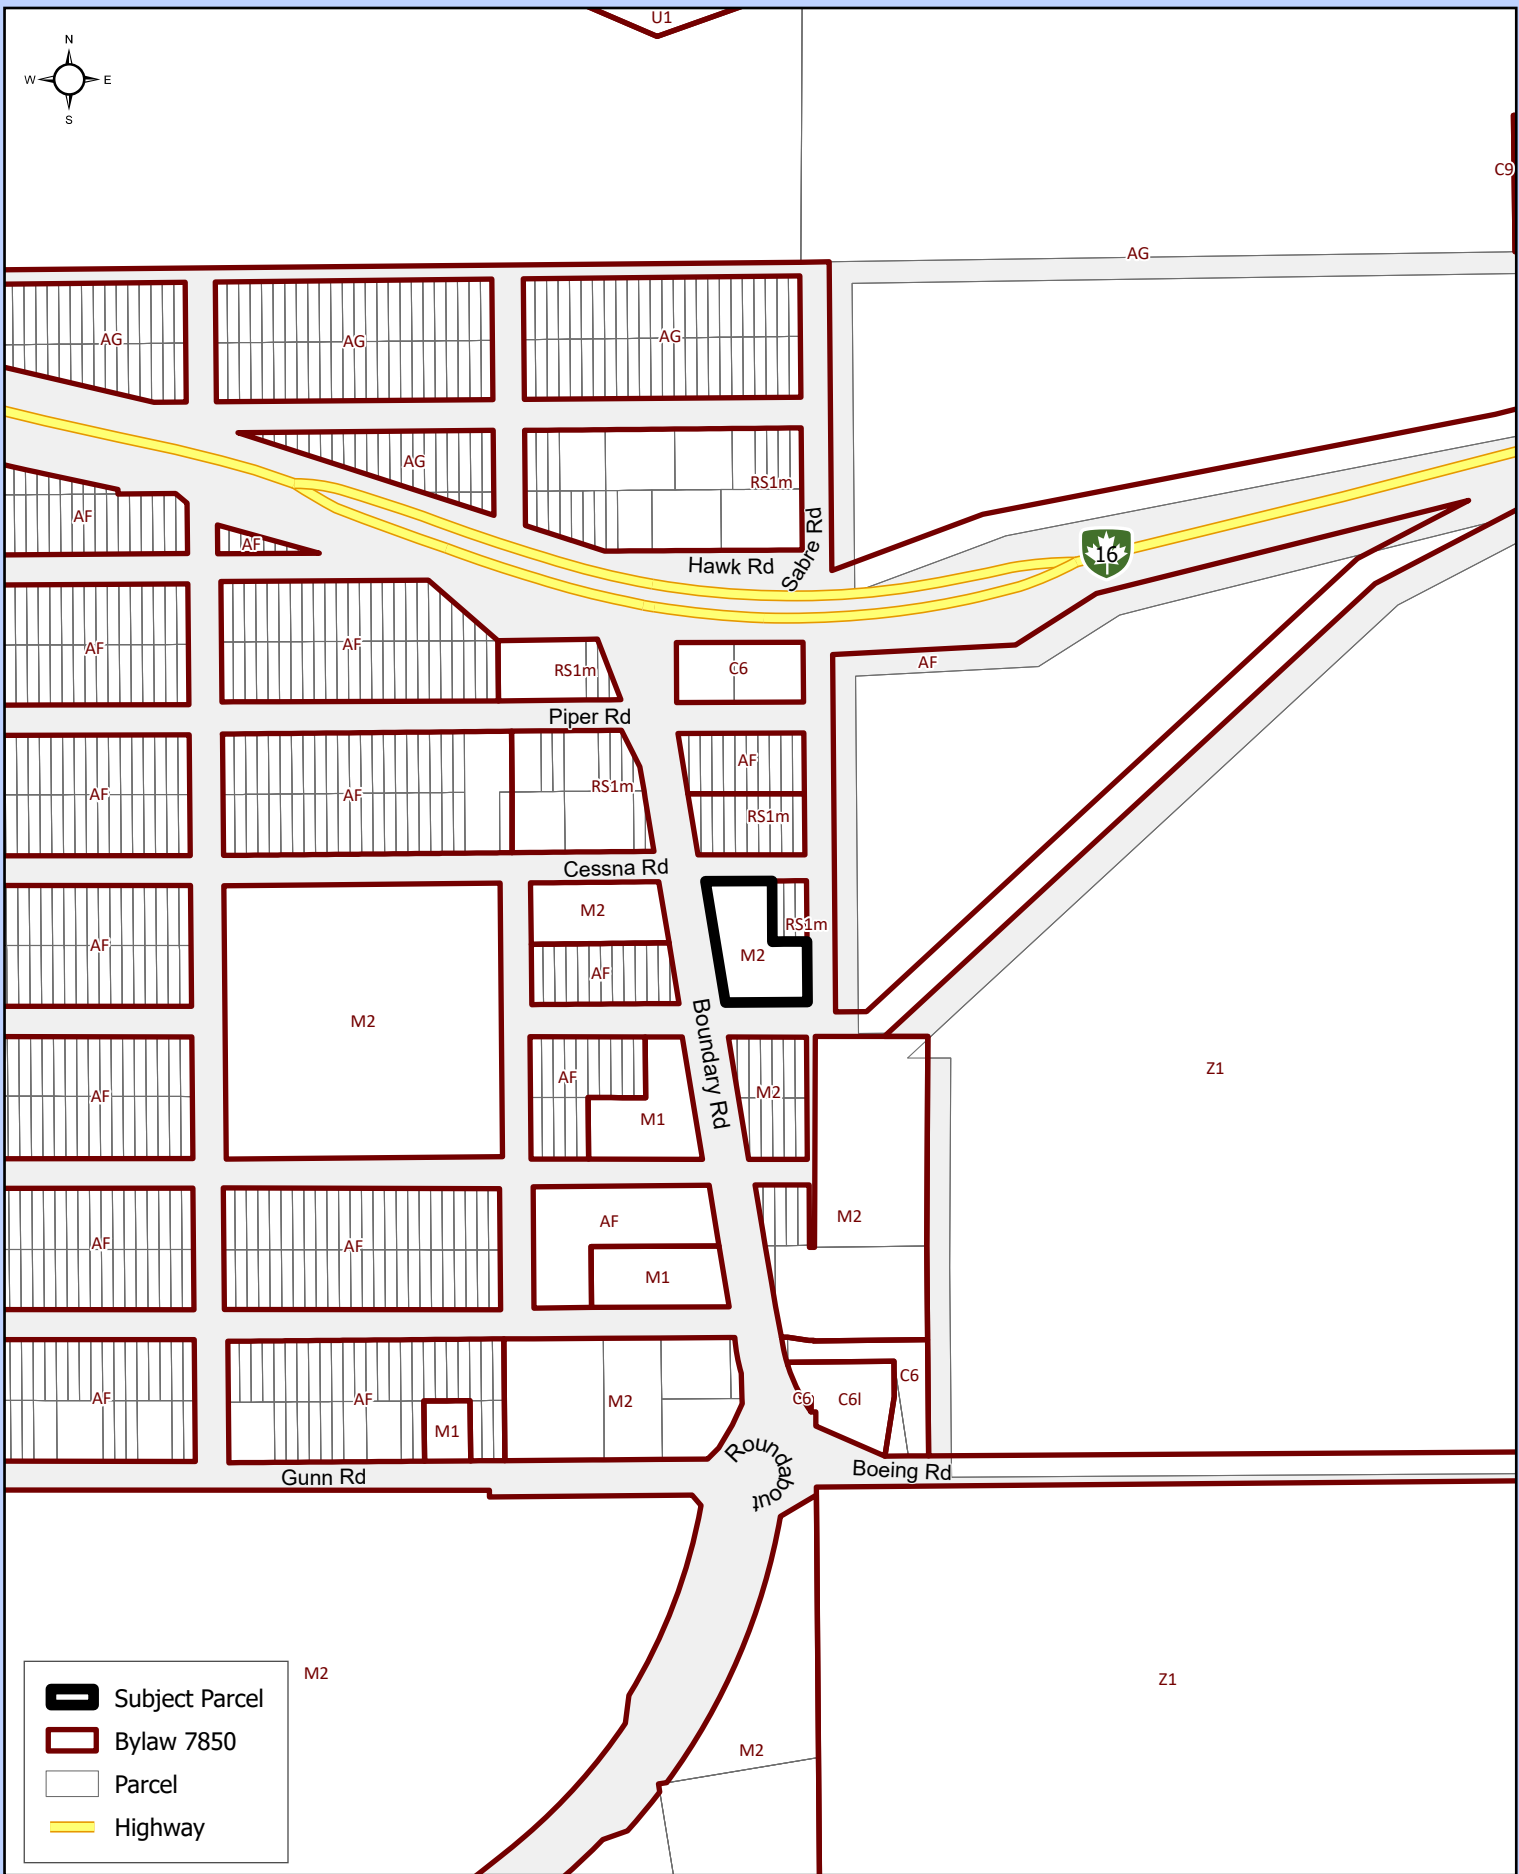 U1
N
W E
S
C9
AG
AG
AG
AG
AG
RS1m
AF
AF
Hawk Rd
Sabre Rd
16
AF
AF
RS1m
C6
AF
Piper Rd
AF
AF
RS1m
AF
RS1m
Cessna Rd
M2
RS1m
AF
AF
M2
M2
Boundary Rd
AF
AF
M1
M2
Z1
AF
AF
AF
M1
M2
AF
AF
M1
M2
C6
C6l
C6
Gunn Rd
Roundabout
Boeing Rd
M2
Z1
M2
Subject Parcel
Bylaw 7850
Parcel
Highway